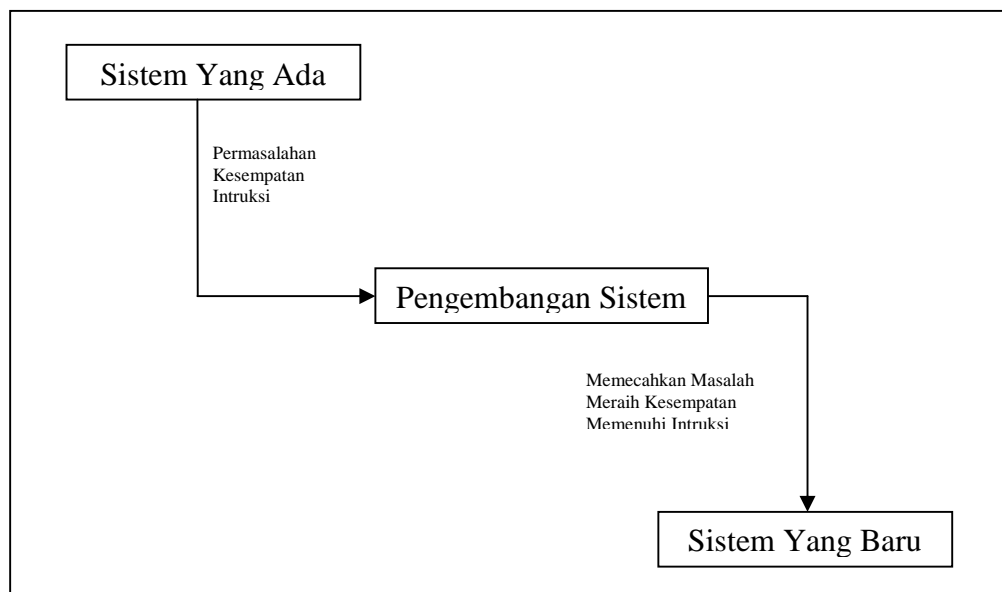 Sistem Yang Ada
Permasalahan
Kesempatan
Intruksi
Pengembangan Sistem
Memecahkan Masalah
Meraih Kesempatan
Memenuhi Intruksi
Sistem Yang Baru